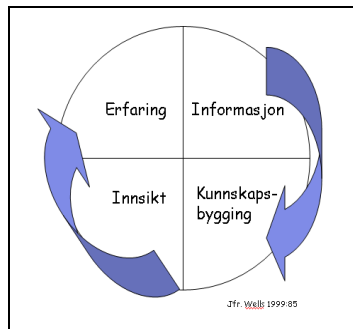 Erfaring
Informasjon
Innsikt
Kunnskaps-
bygging
Jfr. Wells 1999:85